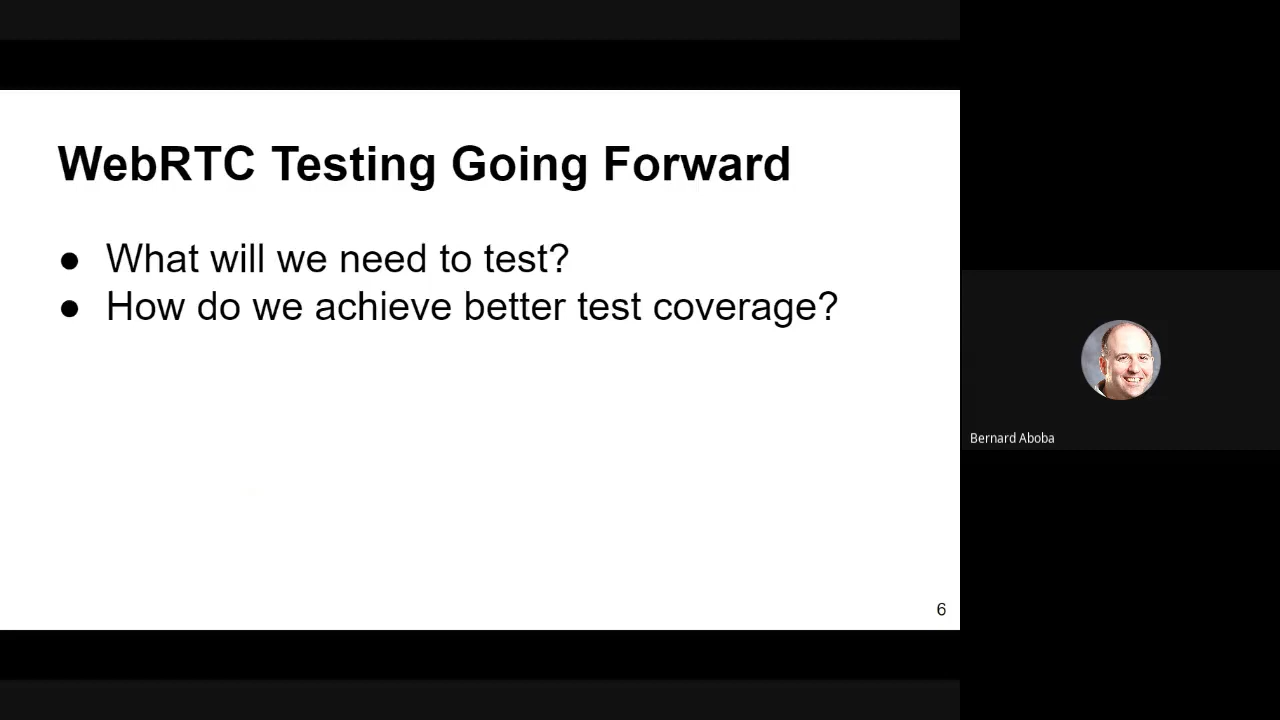 WebRTC Testing Going Forward
● What will we need to test?
● How do we achieve better test coverage?
6
Bernard Aboba